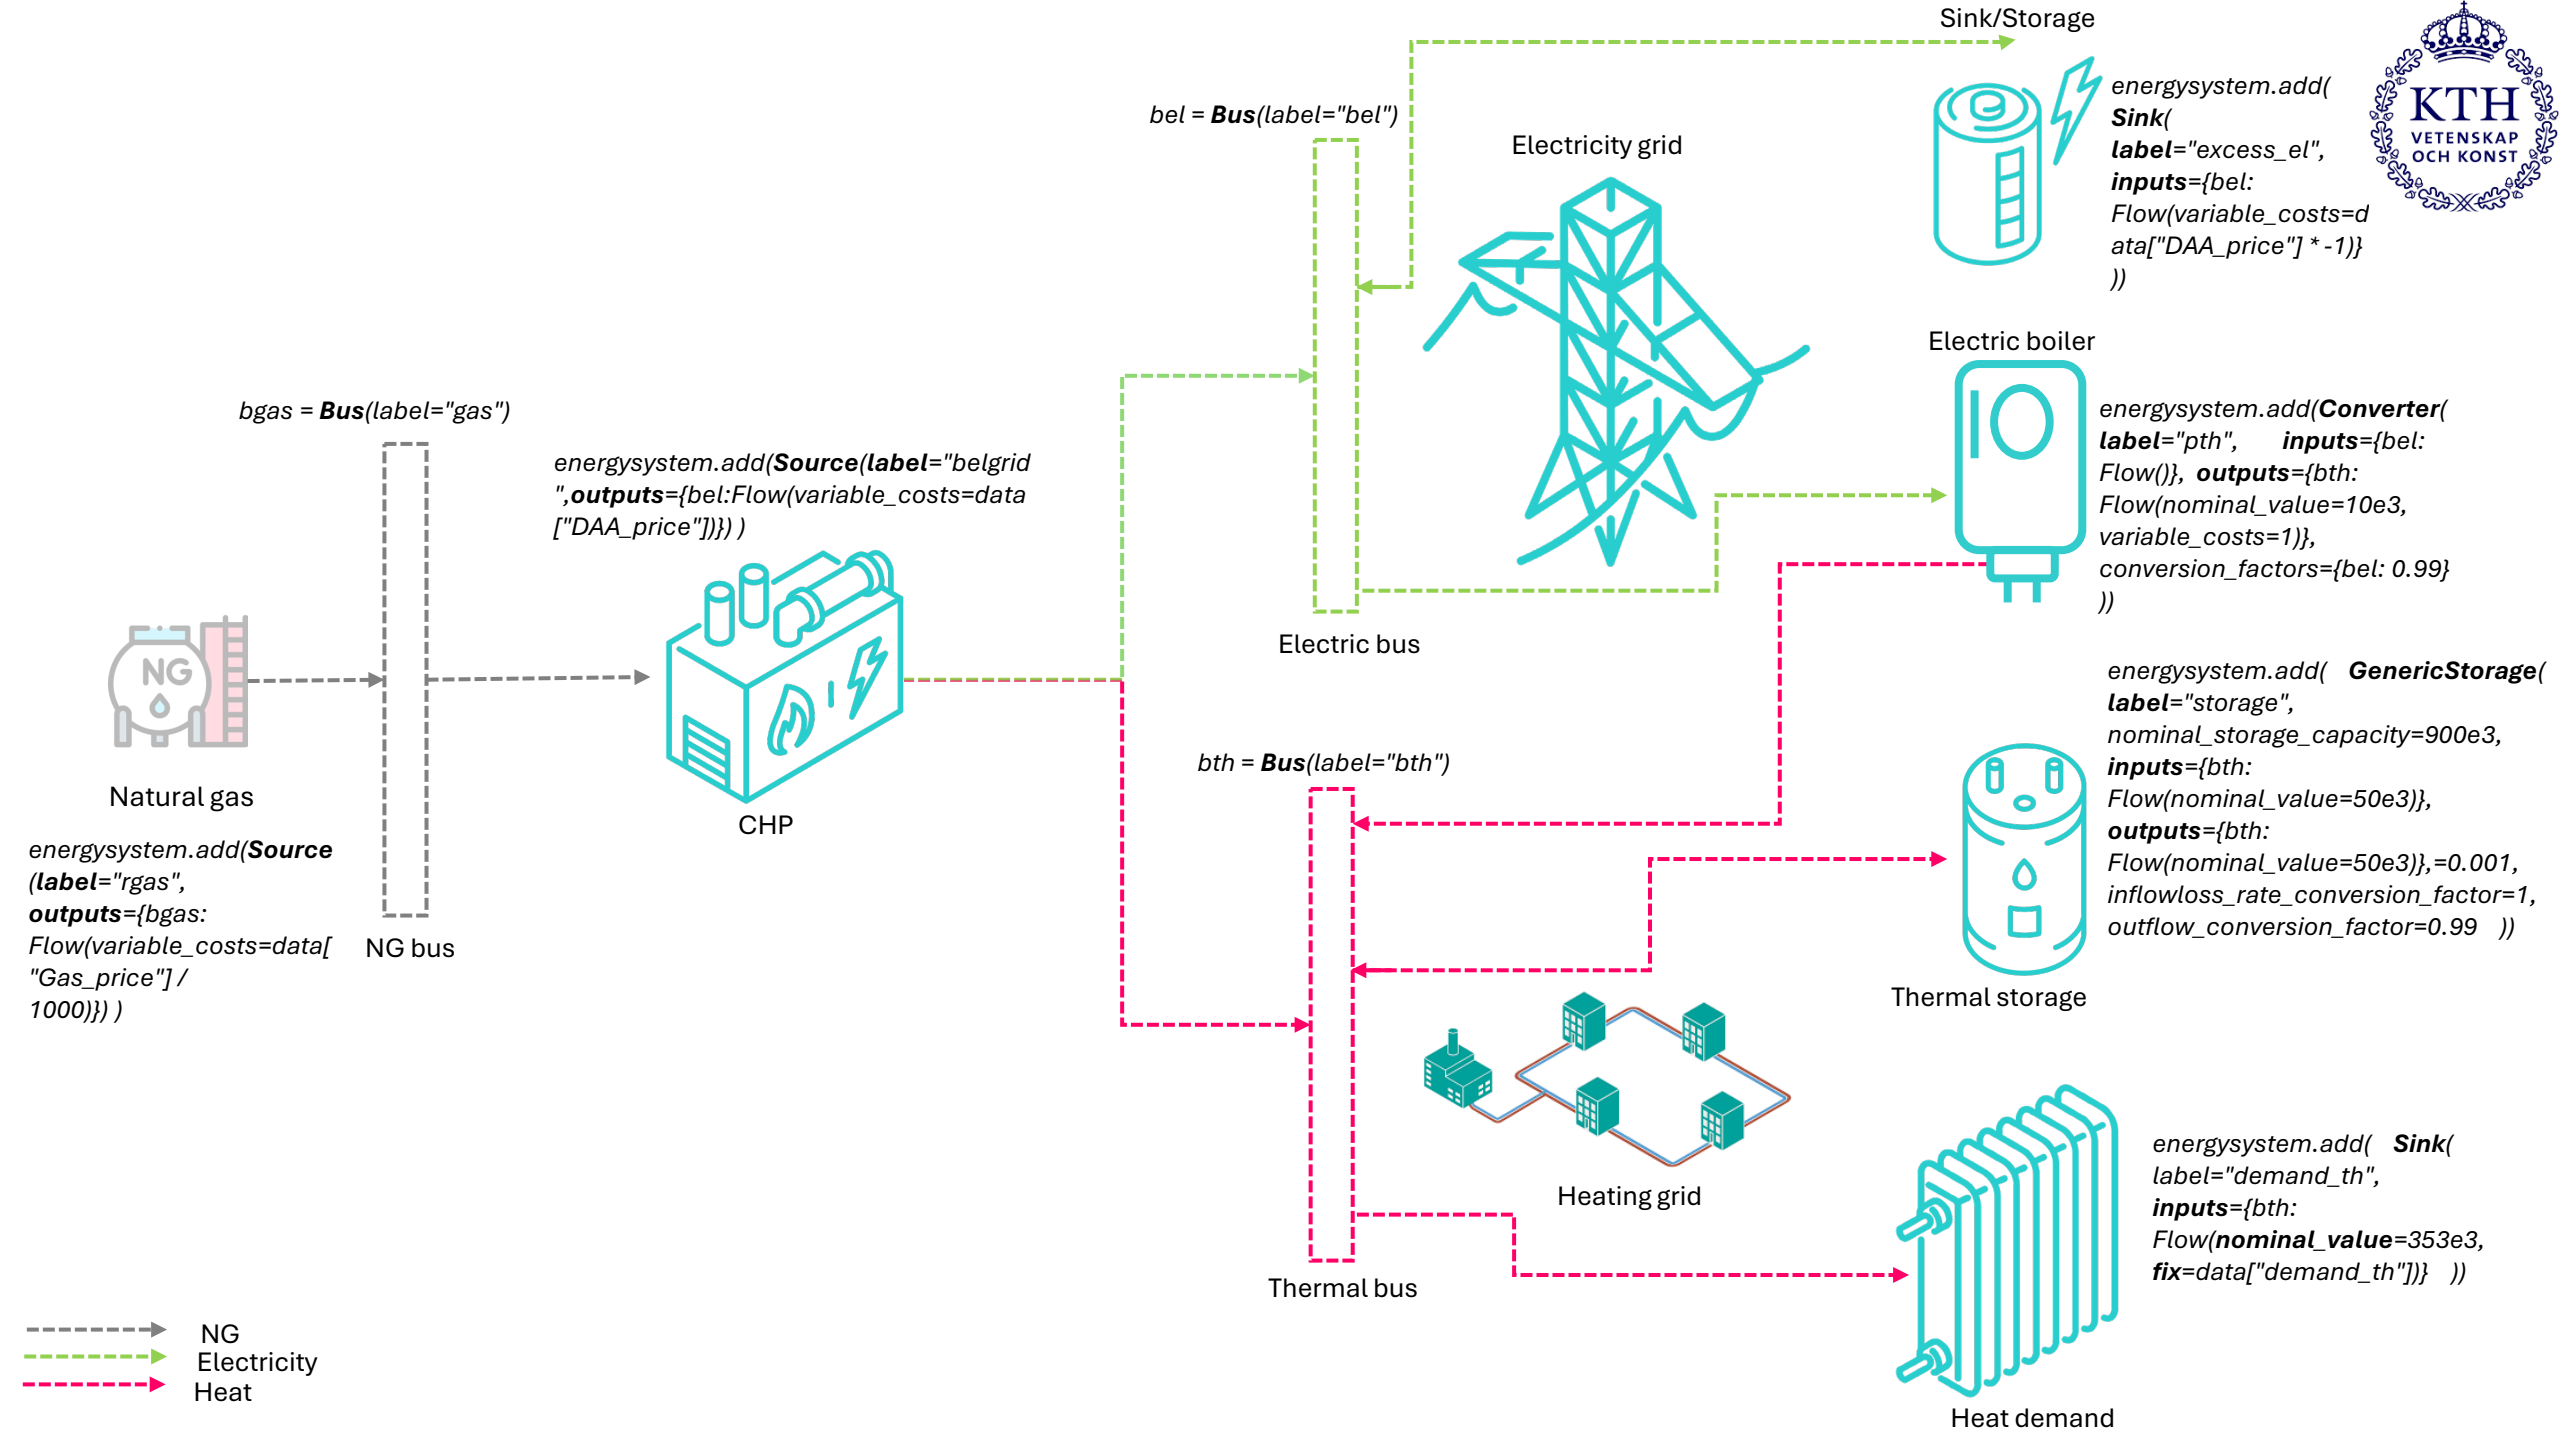 Sink/Storage
energysystem.add(
Sink(
label="excess_el",
inputs={bel:
Flow(variable_costs=d
ata["DAA_price"] * -1)}
))
KTH
VETENSKAP
OCH KONST
bel = Bus(label="bel")
Electricity grid
Electric boiler
energysystem.add(Converter(
label="pth", inputs={bel:
Flow()}, outputs={bth:
Flow(nominal_value=10e3,
variable_costs=1)},
conversion_factors={bel: 0.99}
))
bgas = Bus(label="gas")
energysystem.add(Source(label="belgrid
",outputs={bel:Flow(variable_costs=data
["DAA_price"])}) )
Electric bus
NG
Natural gas
energysystem.add(Source
(label="rgas",
outputs={bgas:
Flow(variable_costs=data[
"Gas_price"] /
1000)}) )
NG bus
CHP
bth = Bus(label="bth")
energysystem.add( GenericStorage(
label="storage",
nominal_storage_capacity=900e3,
inputs={bth:
Flow(nominal_value=50e3)},
outputs={bth:
Flow(nominal_value=50e3)},=0.001,
inflowloss_rate_conversion_factor=1,
outflow_conversion_factor=0.99 ))
Thermal storage
Heating grid
energysystem.add( Sink(
label="demand_th",
inputs={bth:
Flow(nominal_value=353e3,
fix=data["demand_th"])} ))
Thermal bus
Heat demand
NG
Electricity
Heat